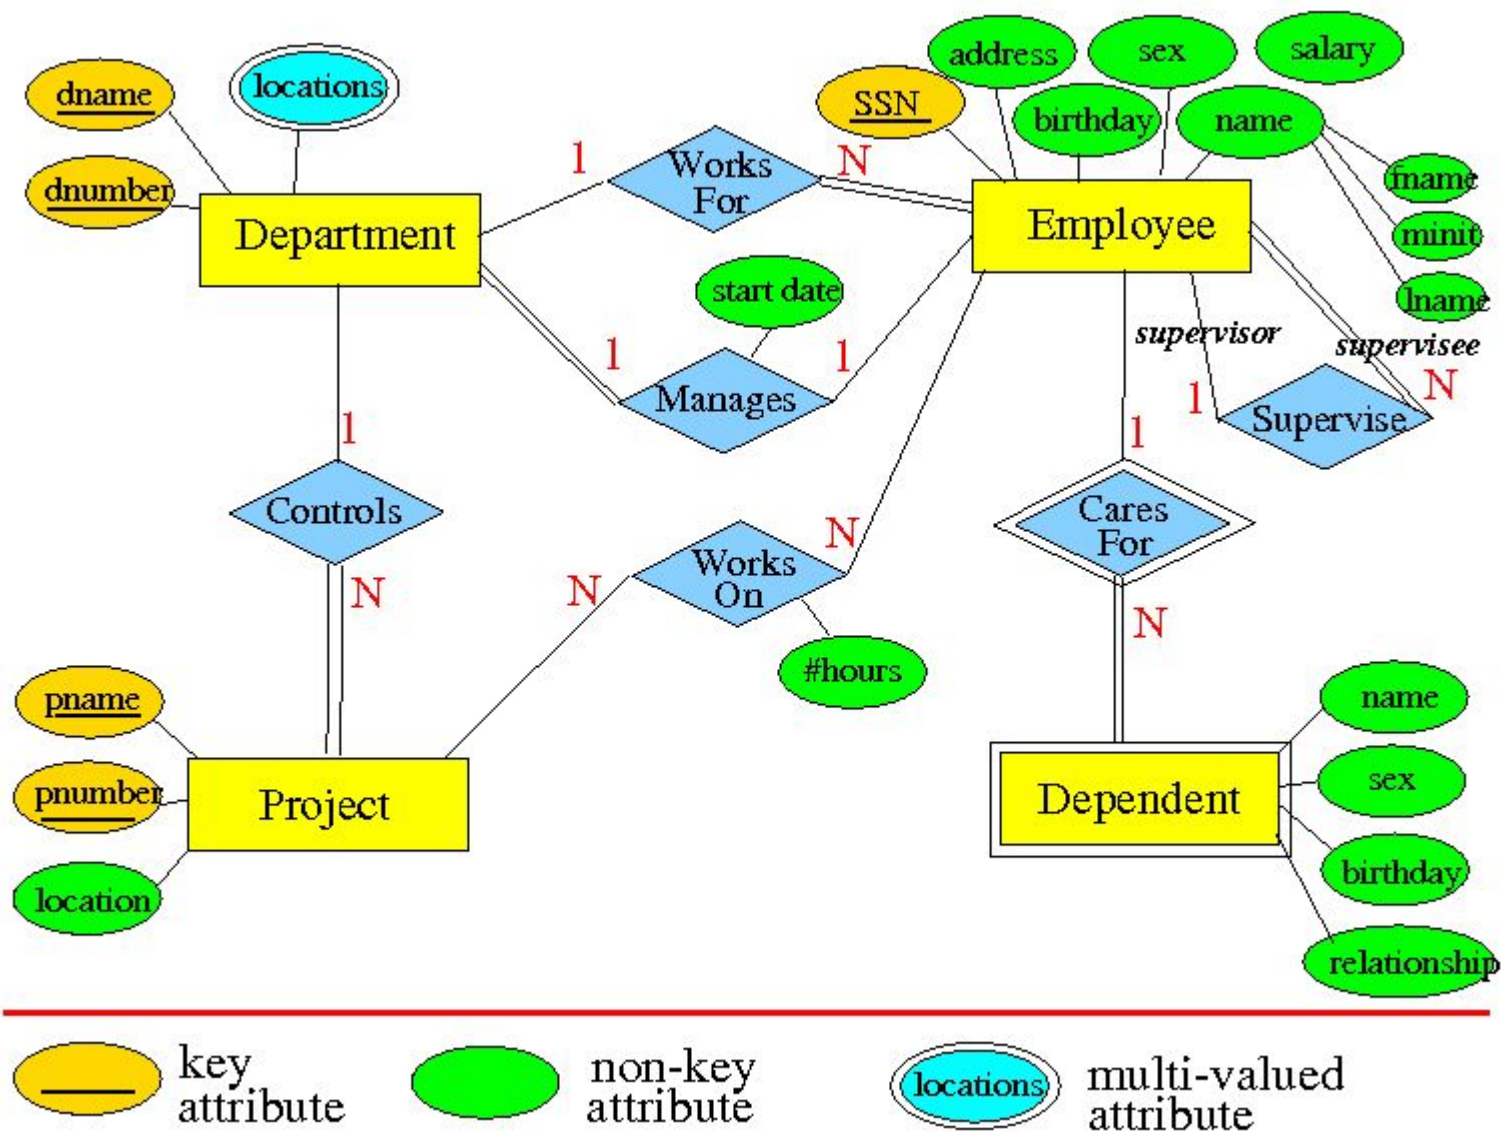 address
sex
salary
dname
locations
SSN
birthday
name
dnumber
1
Works
For
N
fname
minit
lname
Department
Employee
start date
supervisor
supervisee
1
1
Manages
1
N
Supervise
1
1
Controls
N
Works
On
N
N
#hours
Cares
For
N
pname
pnumber
location
Project
Dependent
name
sex
birthday
relationship
key
attribute
non-key
attribute
locations
multi-valued
attribute